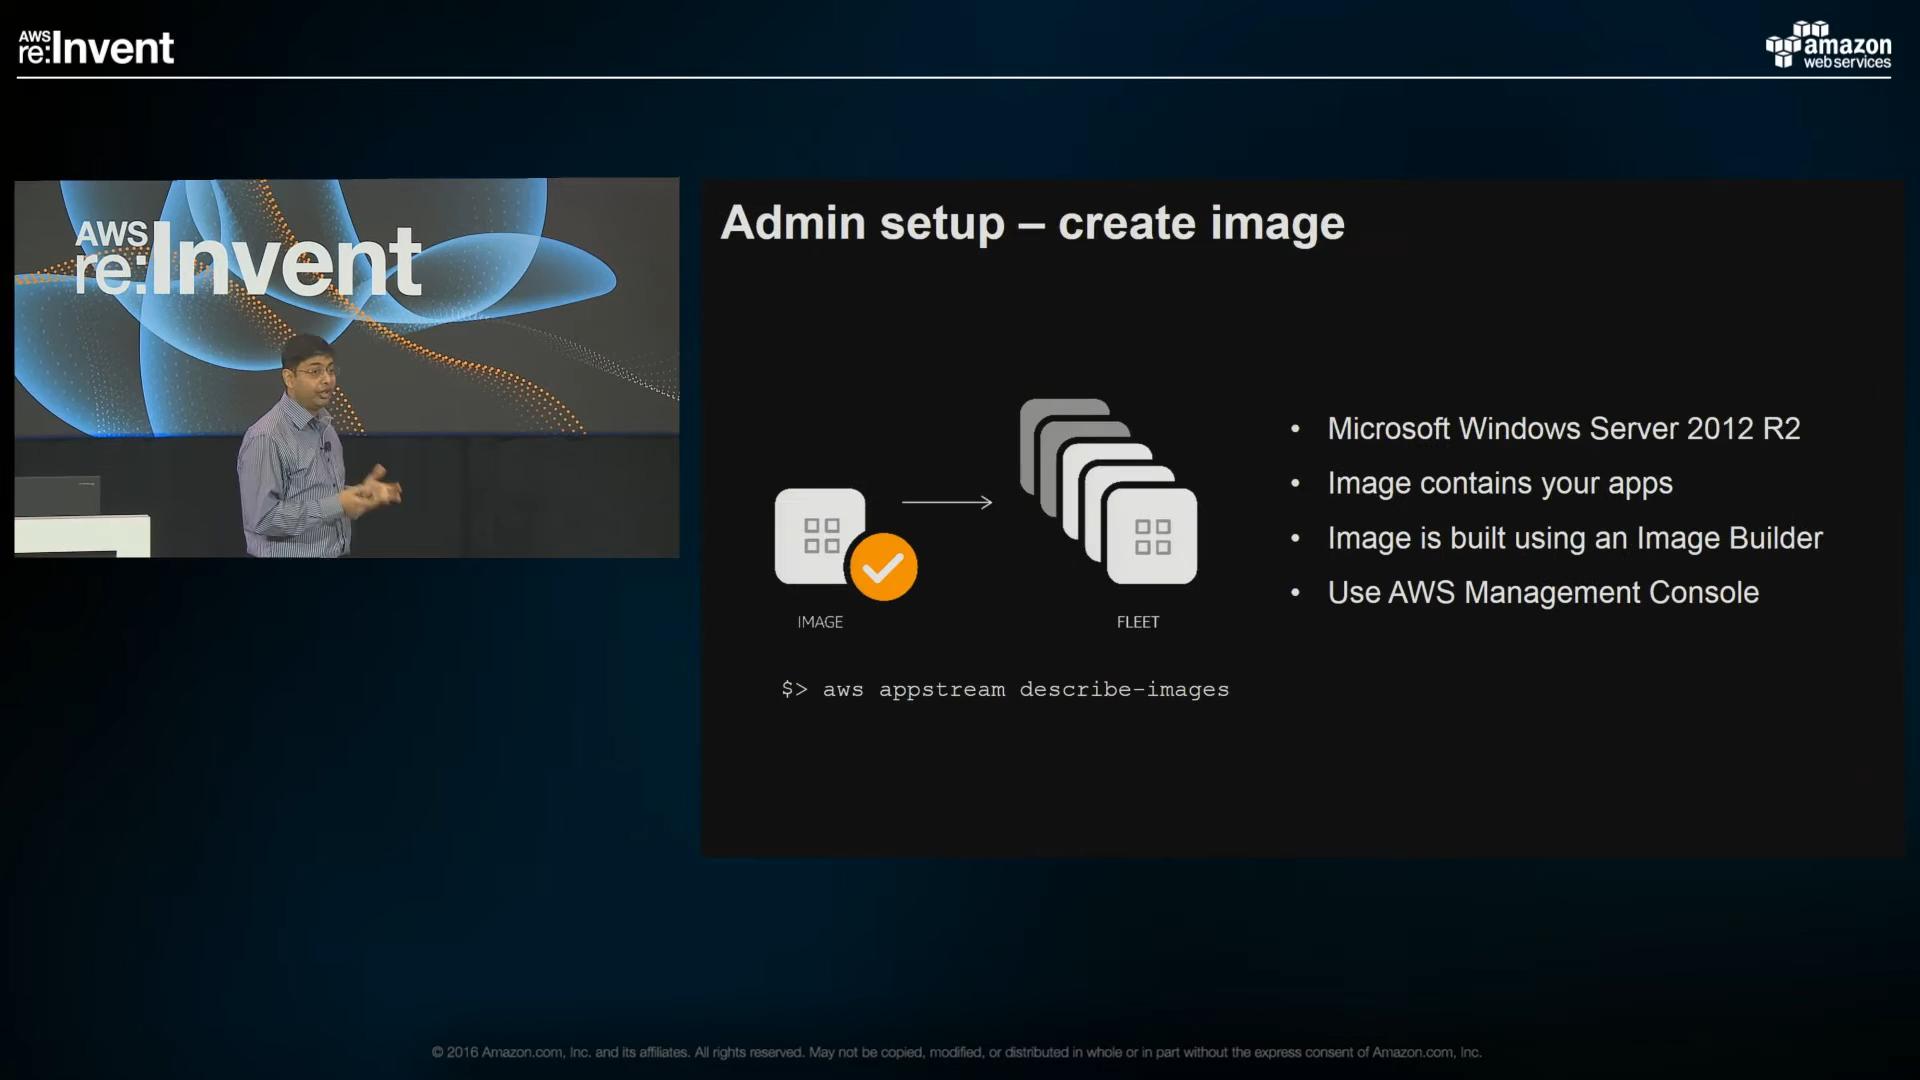 AWS
re:Invent
amazon
web services
AWS
re:Invent
Admin setup – create image
• Microsoft Windows Server 2012 R2
• Image contains your apps
• Image is built using an Image Builder
• Use AWS Management Console
IMAGE
FLEET
$> aws appstream describe-images
© 2016 Amazon.com, Inc. and its affiliates. All rights reserved. May not be copied, modified, or distributed in whole or in part without the express consent of Amazon.com, Inc.